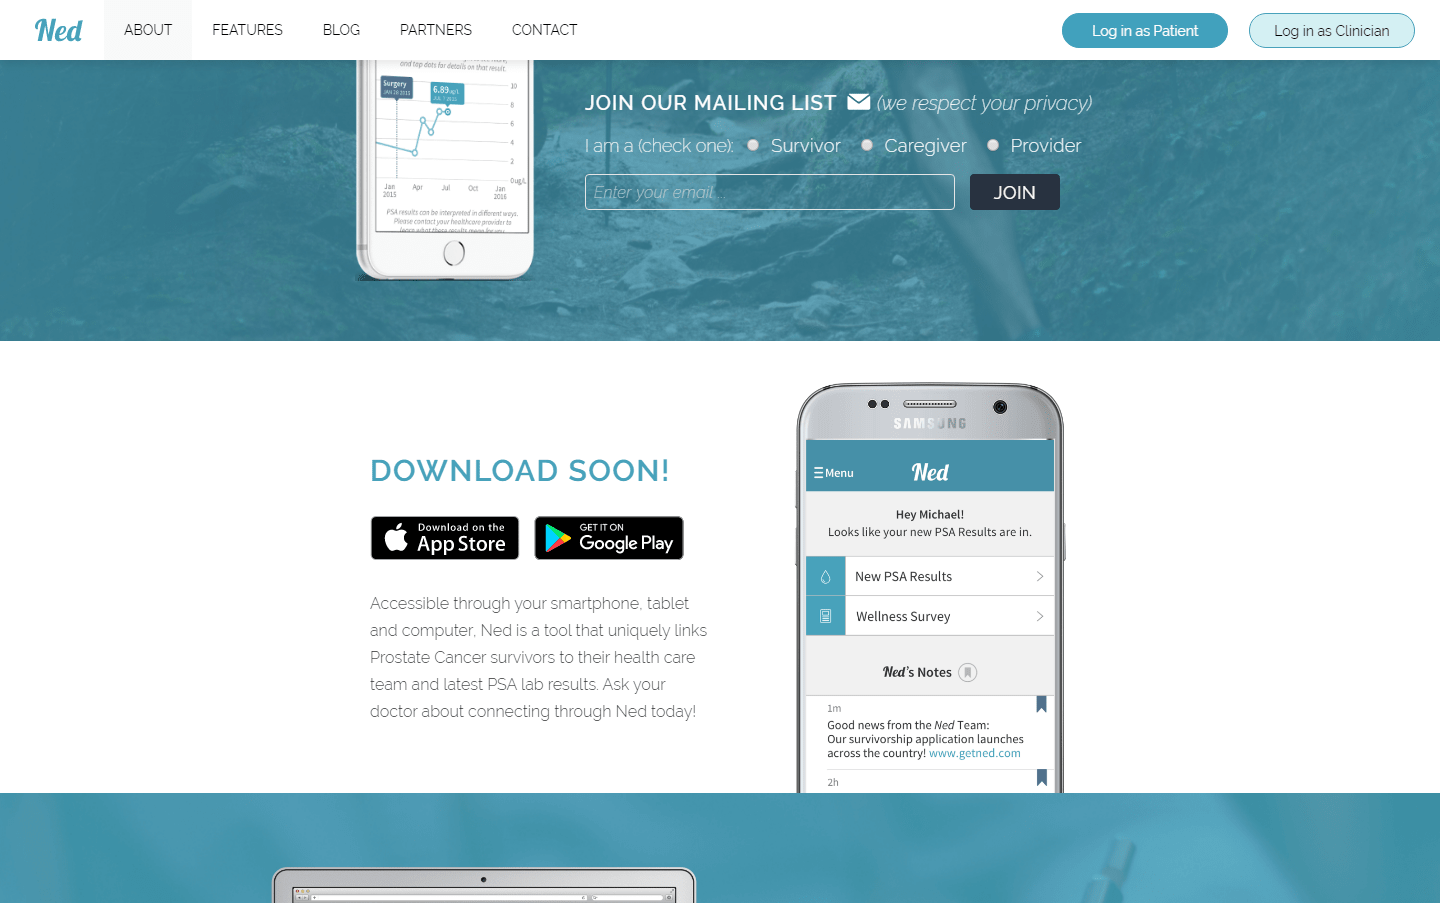 Ned
ABOUT
FEATURES
BLOG
PARTNERS
CONTACT
Log in as Patient
Log in as Clinician
and tap dots for details on that result.
Surgery
6.89 ug/L
10
8
6
4
2
0ug/L
Jan 2015
Apr
Jul
Oct
Jan 2016
PSA results can be interpreted in different ways.
Please contact your healthcare provider to
learn what these results mean for you
JOIN OUR MAILING LIST (we respect your privacy)
I am a (check one): Survivor Caregiver Provider
Enter your email ...
JOIN
DOWNLOAD SOON!
Download on the
App Store
GET IT ON
Google Play
Accessible through your smartphone, tablet
and computer, Ned is a tool that uniquely links
Prostate Cancer survivors to their health care
team and latest PSA lab results. Ask your
doctor about connecting through Ned today!
SAMSUNG
Menu
Ned
Hey Michael!
Looks like your new PSA Results are in.
New PSA Results
Wellness Survey
Ned's Notes
1m
Good news from the Ned Team:
Our survivorship application launches
across the country! www.getned.com
2h